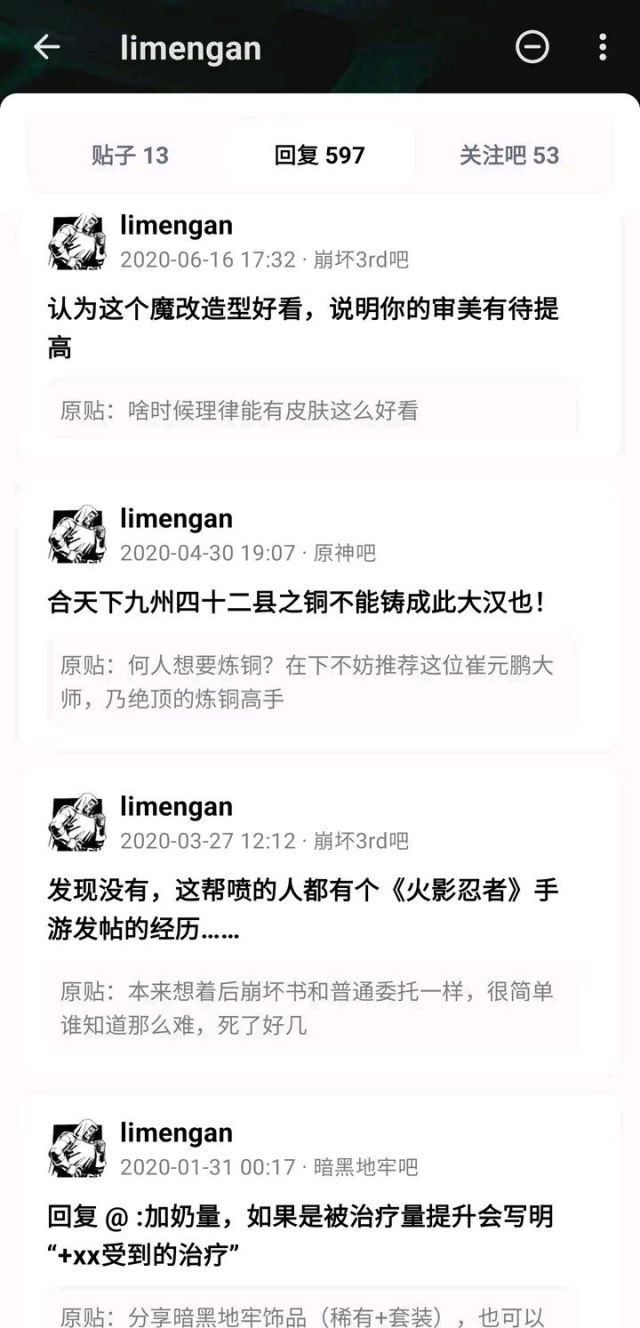 limengan
贴子 13 回复 597 关注吧 53
limengan
2020-06-16 17:32 · 崩坏3rd吧
认为这个魔改造型好看，说明你的审美有待提
高
原贴：啥时候理律能有皮肤这么好看
limengan
2020-04-30 19:07 · 原神吧
合天下九州四十二县之铜不能铸成此大汉也！
原贴：何人想要炼铜？在下不妨推荐这位崔元鹏大
师，乃绝顶的炼铜高手
limengan
2020-03-27 12:12 · 崩坏3rd吧
发现没有，这帮喷的人都有个《火影忍者》手
游发帖的经历……
原贴：本来想着后崩坏书和普通委托一样，很简单
谁知道那么难，死了好几
limengan
2020-01-31 00:17 · 暗黑地牢吧
回复 @ :加奶量，如果是被治疗量提升会写明
“+xx受到的治疗”
原贴：分享暗黑地牢饰品（稀有+套装），也可以